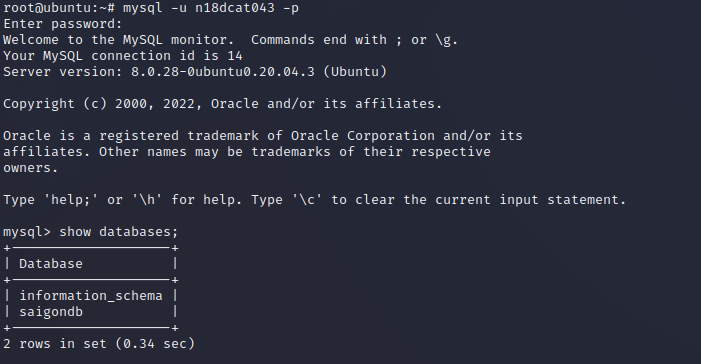 root@ubuntu:~# mysql -u n18dcat043 -p
Enter password:
Welcome to the MySQL monitor.  Commands end with ; or \g.
Your MySQL connection id is 14
Server version: 8.0.28-0ubuntu0.20.04.3 (Ubuntu)

Copyright (c) 2000, 2022, Oracle and/or its affiliates.

Oracle is a registered trademark of Oracle Corporation and/or its
affiliates. Other names may be trademarks of their respective
owners.

Type 'help;' or '\h' for help. Type '\c' to clear the current input statement.

mysql> show databases;
+--------------------+
| Database           |
+--------------------+
| information_schema |
| saigondb           |
+--------------------+
2 rows in set (0.34 sec)